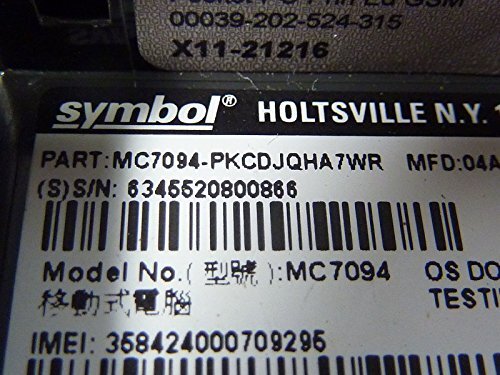 00039-202-524-315
X11-21216
symbol® HOLTSVILLE N.Y.
PART:MC7094-PKCDJQHA7WR MFD:04A
(S)S/N: 6345520800866
Model No.(型號):MC7094 OS DO
移動式電腦 TESTI
IMEI: 358424000709295